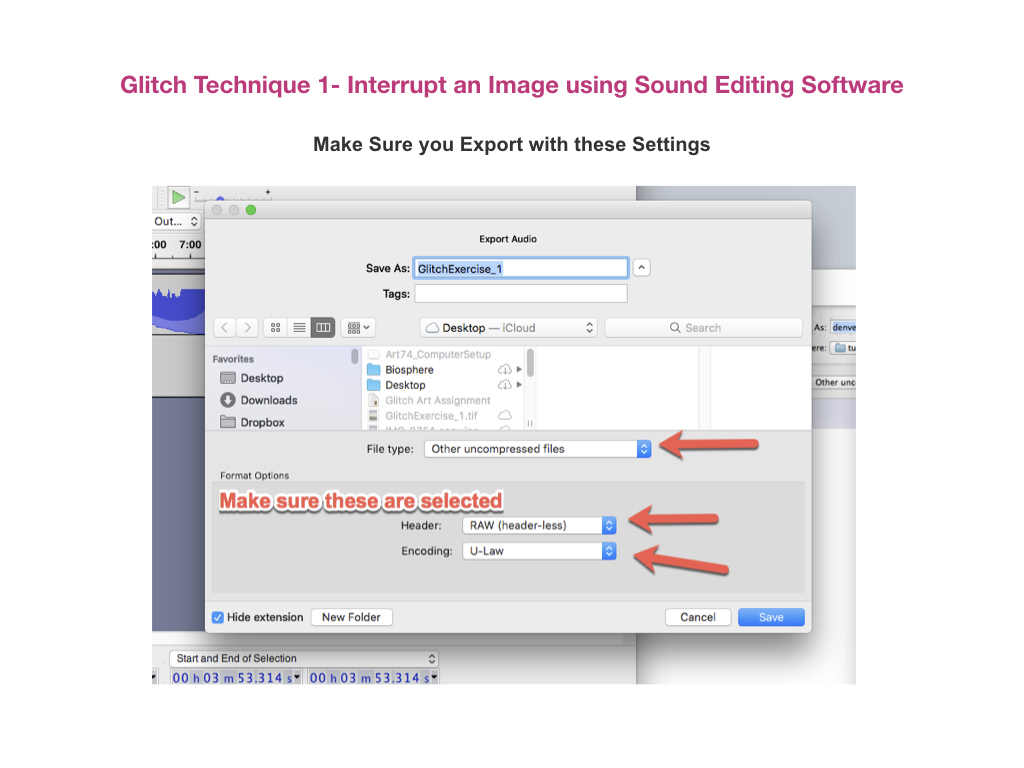 Glitch Technique 1- Interrupt an Image using Sound Editing Software
Make Sure you Export with these Settings
Out...
:00 7:00
Export Audio
Save As: GlitchExercise_1
Tags:
Desktop — iCloud
Search
As: denve
ere: tu
Other unc
Favorites
Desktop
Downloads
Dropbox
Art74_ComputerSetup
Biosphere
Desktop
Glitch Art Assignment
GlitchExercise_1.tif
File type: Other uncompressed files
Format Options
Make sure these are selected
Header: RAW (header-less)
Encoding: U-Law
Hide extension New Folder Cancel Save
Start and End of Selection
00 h 03 m 53.314 s 00 h 03 m 53.314 s